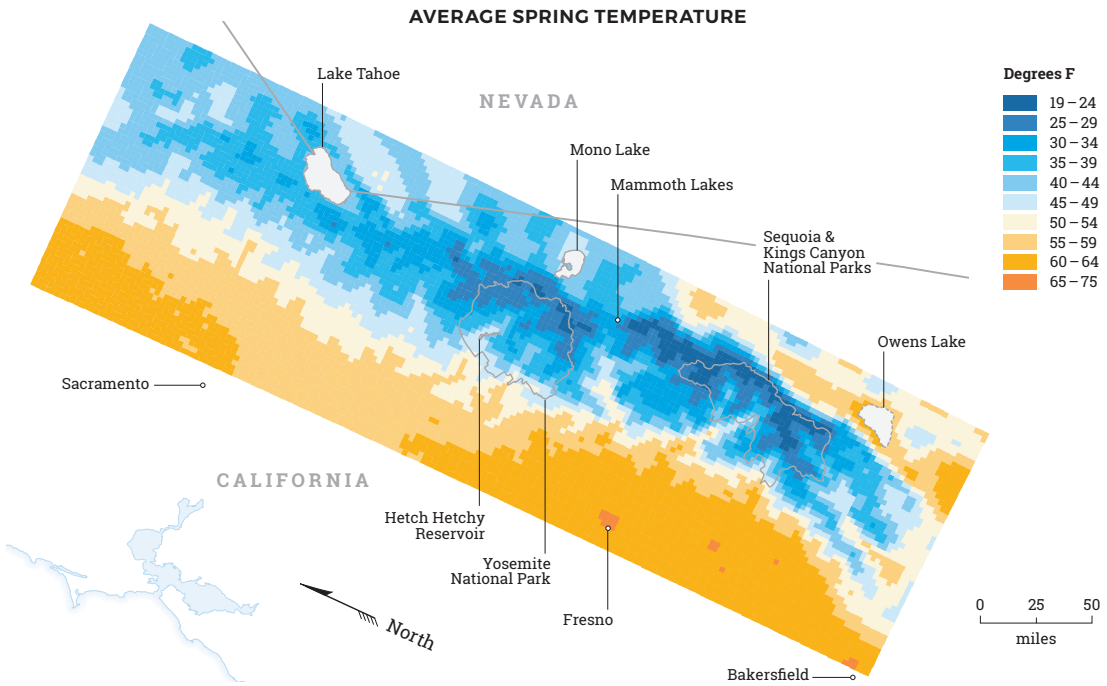 AVERAGE SPRING TEMPERATURE
Lake Tahoe
NEVADA
Mono Lake
Mammoth Lakes
Sequoia &
Kings Canyon
National Parks
Owens Lake
Degrees F
19–24
25–29
30–34
35–39
40–44
45–49
50–54
55–59
60–64
65–75
Sacramento
CALIFORNIA
Hetch Hetchy
Reservoir
Yosemite
National Park
Fresno
North
Bakersfield
0 25 50
miles